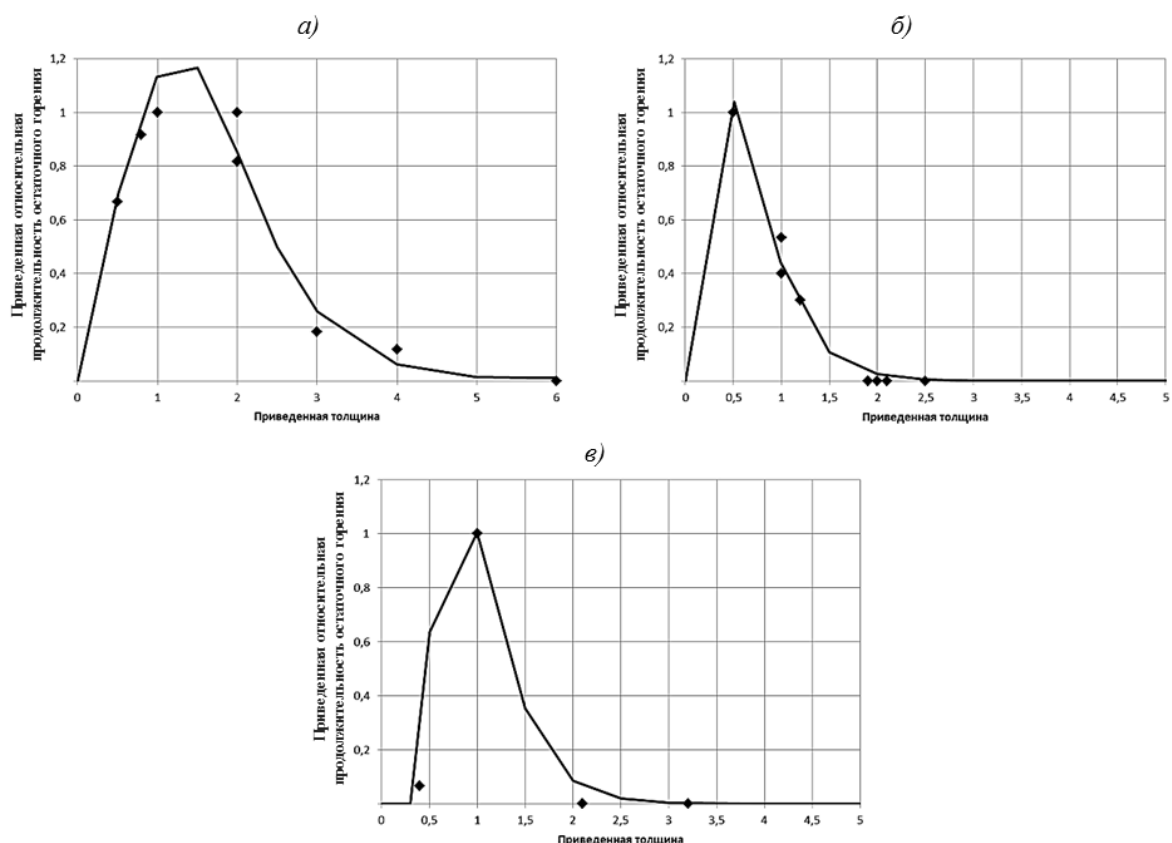 а)
Приведенная относительная
продолжительность остаточного горения
1,2
1
0,8
0,6
0,4
0,2
0 1 2 3 4 5 6
Приведенная толщина
б)
Приведенная относительная
продолжительность остаточного горения
1,2
1
0,8
0,6
0,4
0,2
0 0,5 1 1,5 2 2,5 3 3,5 4 4,5 5
Приведенная толщина
в)
Приведенная относительная
продолжительность остаточного горения
1,2
1
0,8
0,6
0,4
0,2
0 0,5 1 1,5 2 2,5 3 3,5 4 4,5 5
Приведенная толщина